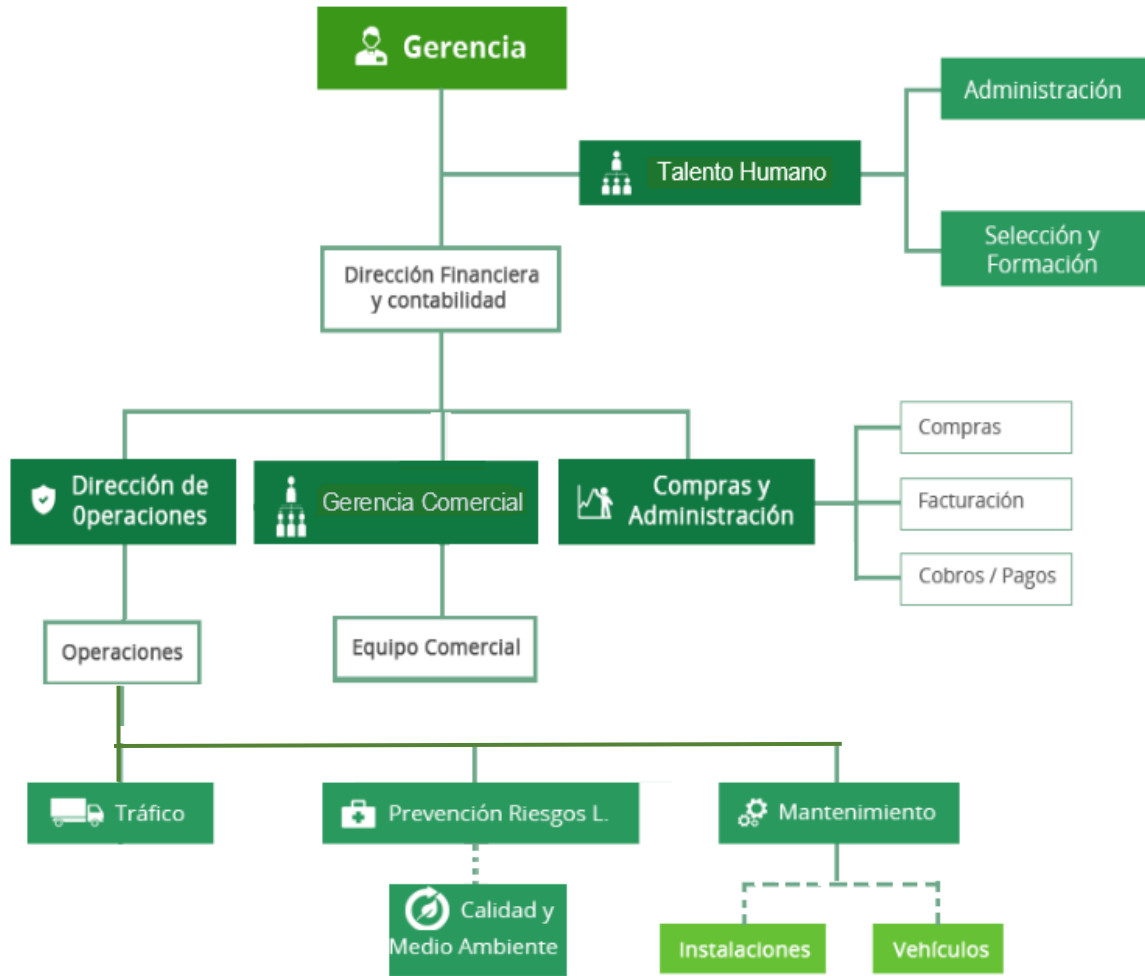 Gerencia
Administración
Talento Humano
Selección y
Formación
Dirección Financiera
y contabilidad
Compras
Dirección de
0peraciones
Gerencia Comercial
Compras y
Administración
Facturación
Cobros / Pagos
Operaciones
Equipo Comercial
Tráfico
Prevención Riesgos L.
Mantenimiento
Calidad y
Medio Ambiente
Instalaciones
Vehículos